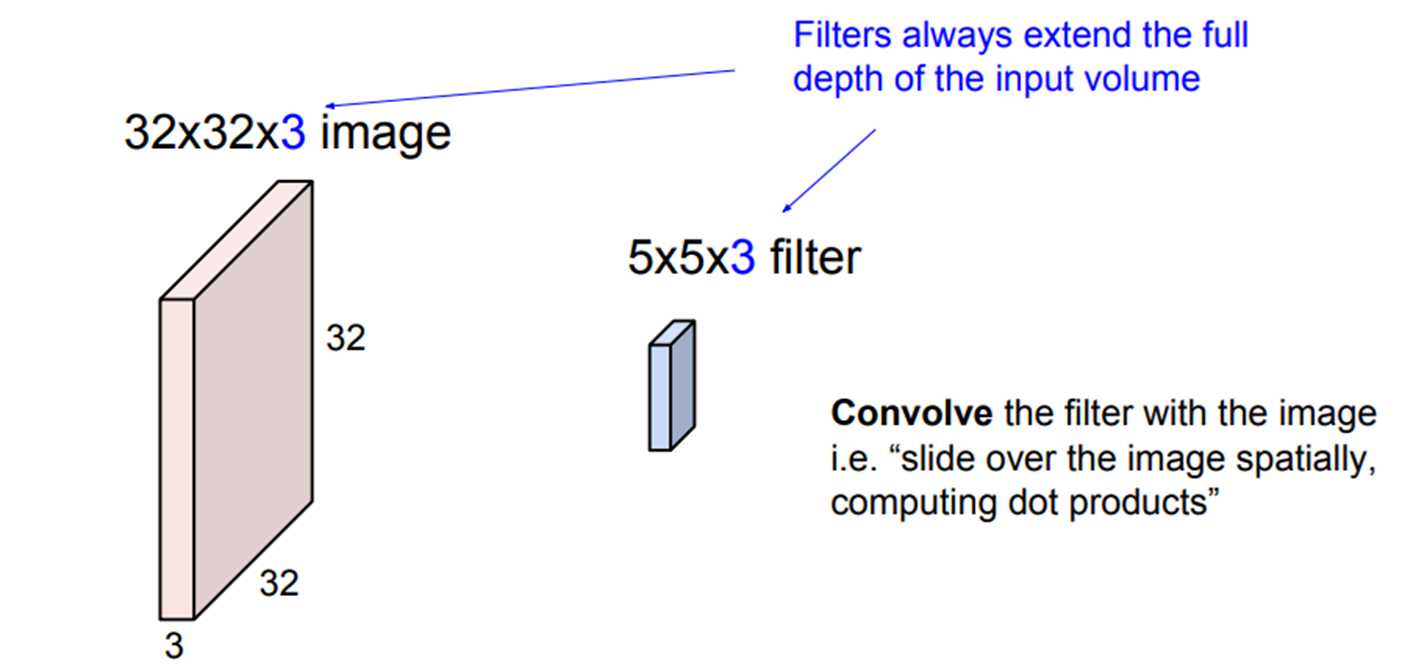 Filters always extend the full
depth of the input volume
32x32x3 image
5x5x3 filter
32
Convolve the filter with the image
i.e. “slide over the image spatially,
computing dot products”
32
3